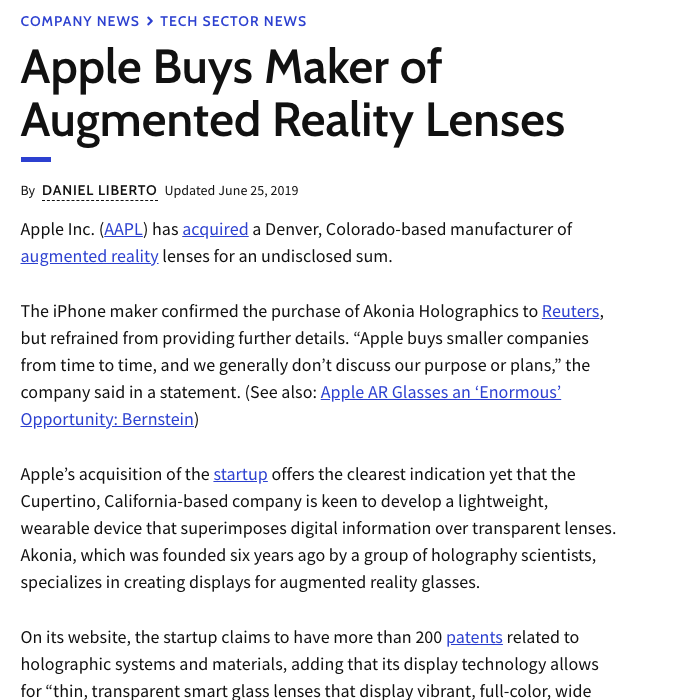 COMPANY NEWS > TECH SECTOR NEWS
Apple Buys Maker of
Augmented Reality Lenses
By DANIEL LIBERTO Updated June 25, 2019
Apple Inc. (AAPL) has acquired a Denver, Colorado-based manufacturer of
augmented reality lenses for an undisclosed sum.
The iPhone maker confirmed the purchase of Akonia Holographics to Reuters,
but refrained from providing further details. “Apple buys smaller companies
from time to time, and we generally don’t discuss our purpose or plans,” the
company said in a statement. (See also: Apple AR Glasses an ‘Enormous’
Opportunity: Bernstein)
Apple’s acquisition of the startup offers the clearest indication yet that the
Cupertino, California-based company is keen to develop a lightweight,
wearable device that superimposes digital information over transparent lenses.
Akonia, which was founded six years ago by a group of holography scientists,
specializes in creating displays for augmented reality glasses.
On its website, the startup claims to have more than 200 patents related to
holographic systems and materials, adding that its display technology allows
for “thin, transparent smart glass lenses that display vibrant, full-color, wide